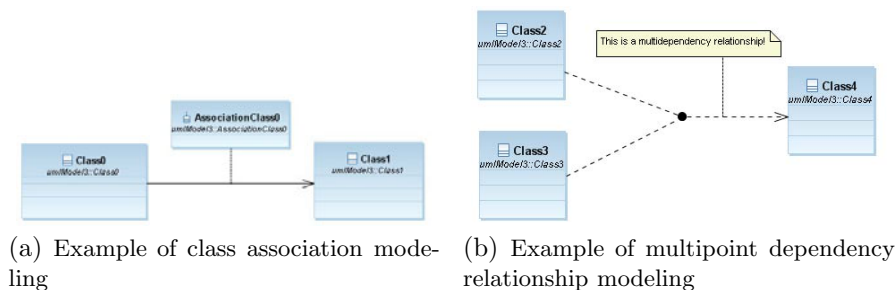 AssociationClass0
umlModel3::AssociationClass0
Class0
umlModel3::Class0
Class1
umlModel3::Class1
(a) Example of class association mode-
ling
Class2
umlModel3::Class2
This is a multidependency relationship!
Class4
umlModel3::Class4
Class3
umlModel3::Class3
(b) Example of multipoint dependency
relationship modeling